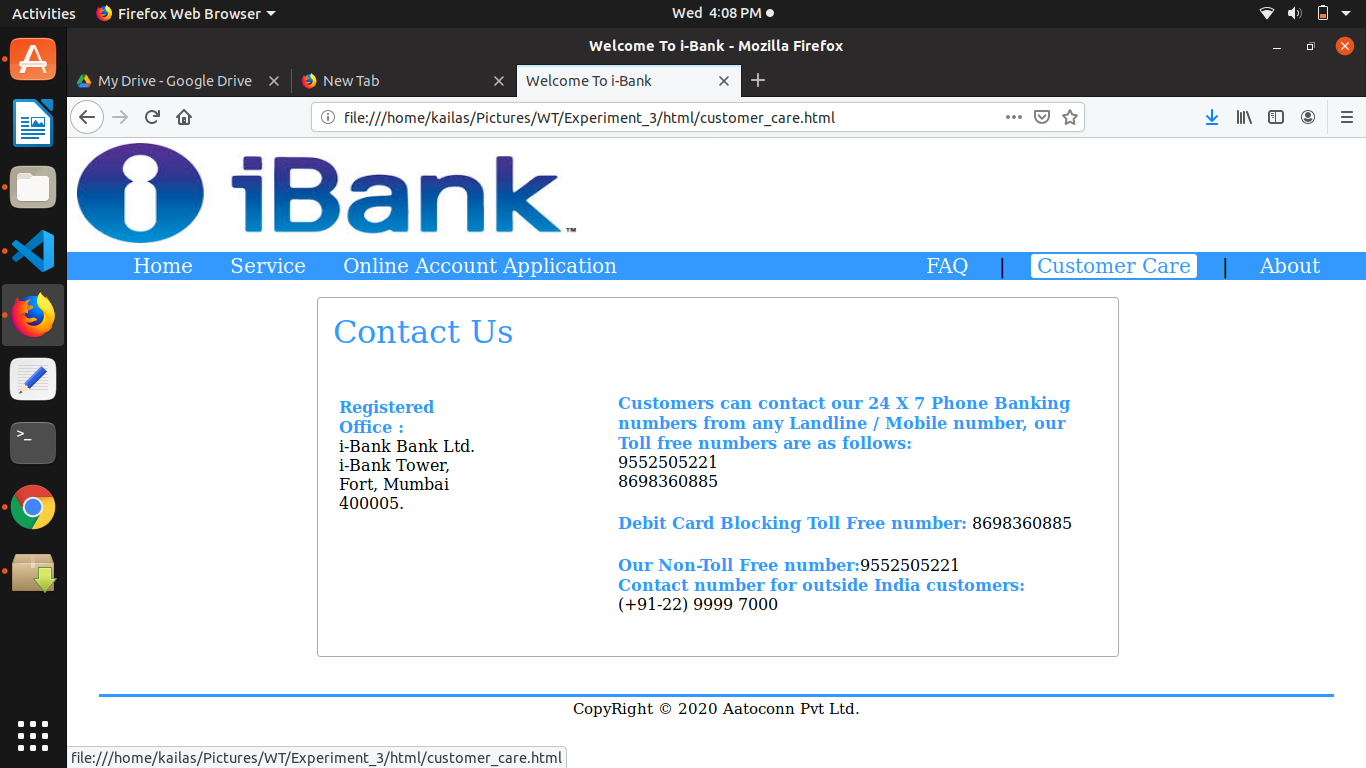 Activities Firefox Web Browser Wed 4:08 PM
Welcome To i-Bank - Mozilla Firefox
My Drive - Google Drive New Tab Welcome To i-Bank
file:///home/kailas/Pictures/WT/Experiment_3/html/customer_care.html
iBank™
Home Service Online Account Application FAQ | Customer Care | About
Contact Us
Registered
Office :
i-Bank Bank Ltd.
i-Bank Tower,
Fort, Mumbai
400005.
Customers can contact our 24 X 7 Phone Banking
numbers from any Landline / Mobile number, our
Toll free numbers are as follows:
9552505221
8698360885
Debit Card Blocking Toll Free number: 8698360885
Our Non-Toll Free number:9552505221
Contact number for outside India customers:
(+91-22) 9999 7000
CopyRight © 2020 Aatoconn Pvt Ltd.
file:///home/kailas/Pictures/WT/Experiment_3/html/customer_care.html